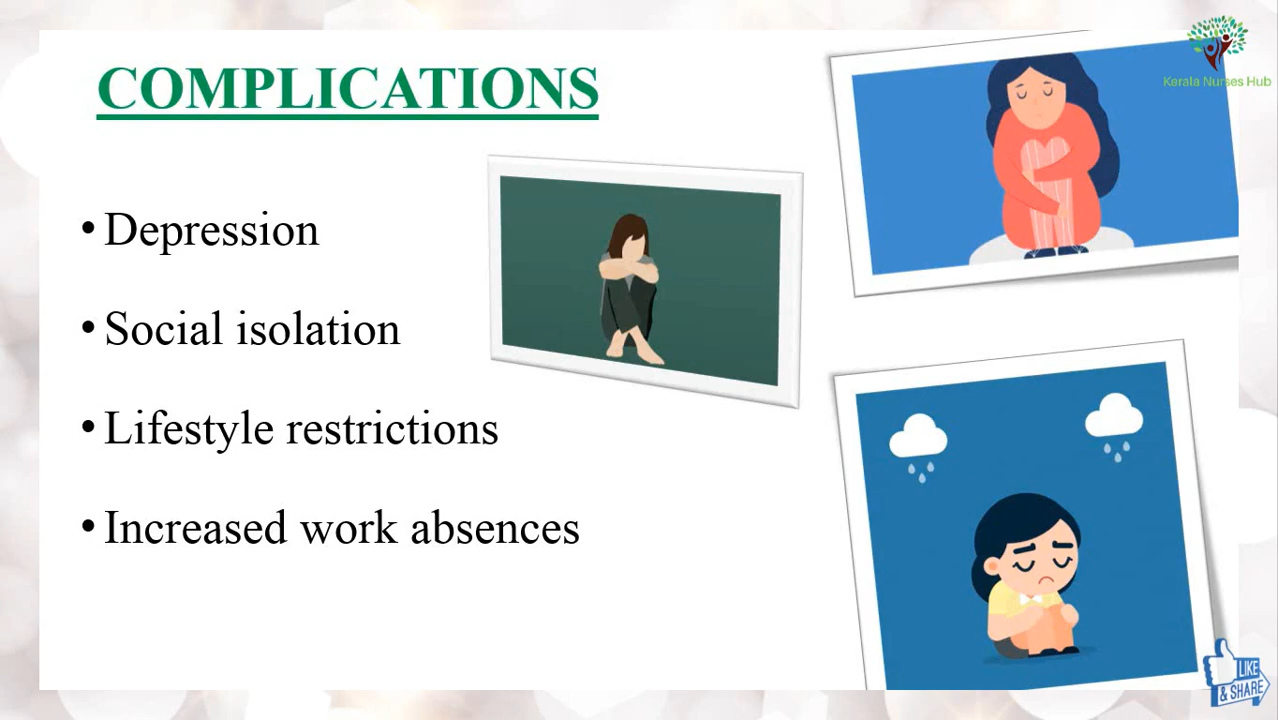 COMPLICATIONS
Kerala Nurses Hub
• Depression
• Social isolation
• Lifestyle restrictions
• Increased work absences
LIKE
& SHARE